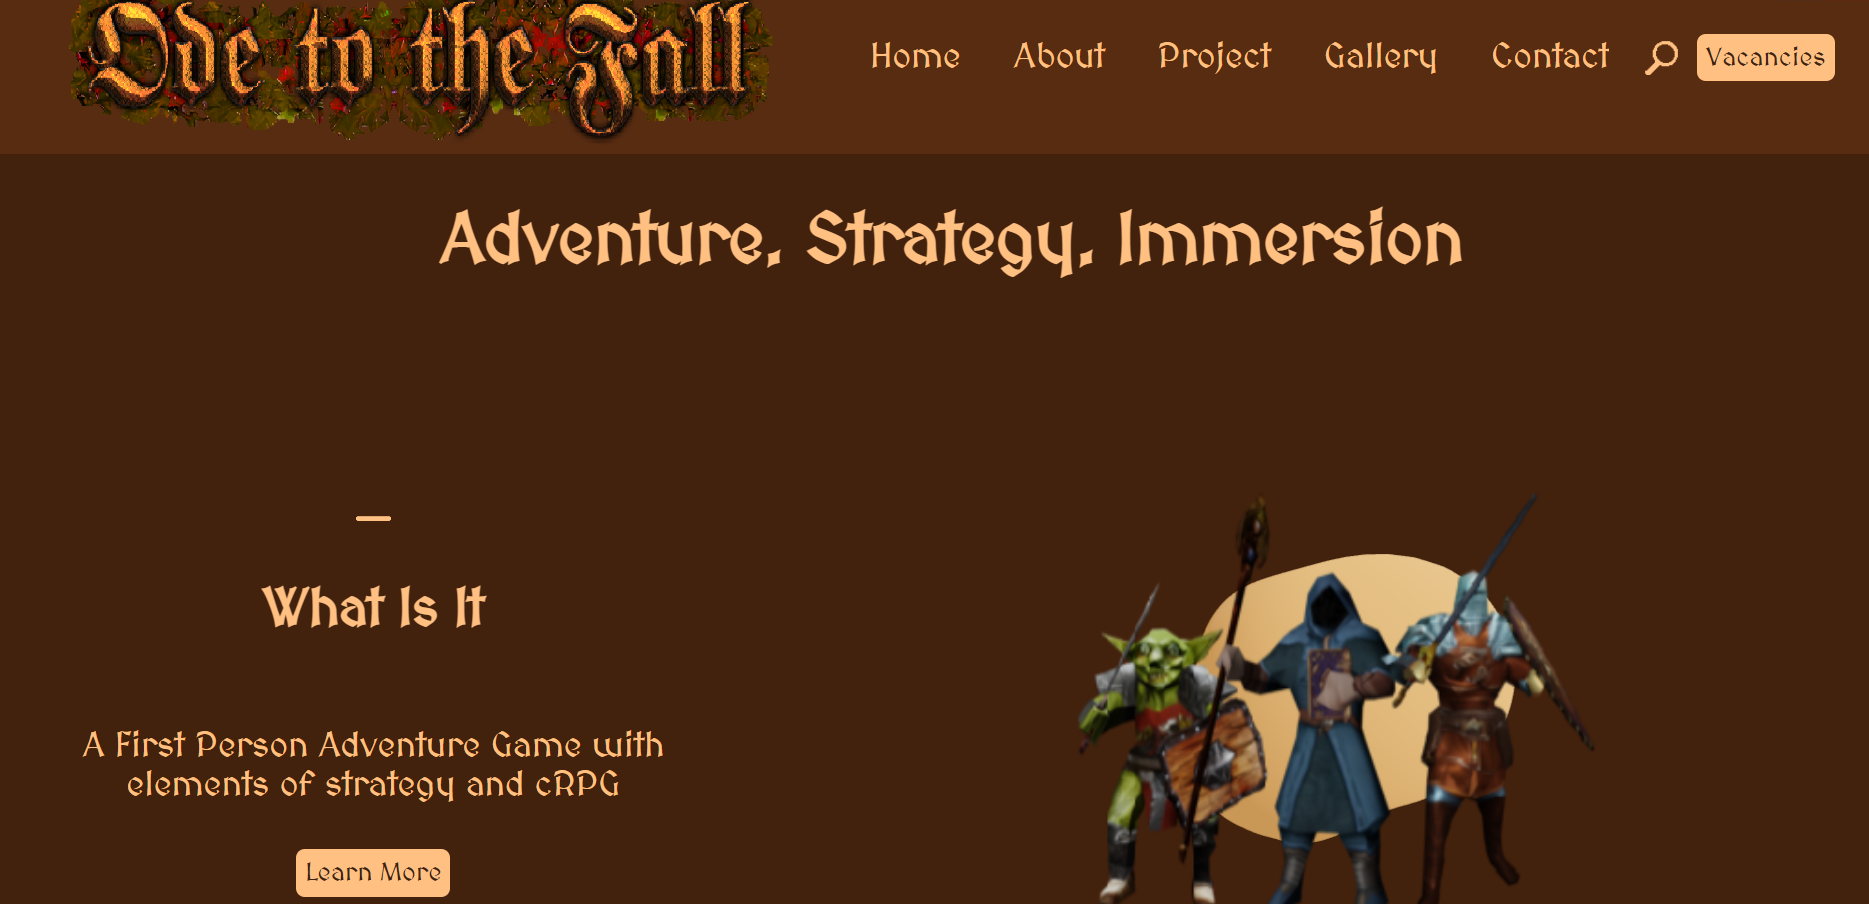 Ode to the Fall
Home About Project Gallery Contact Vacancies
Adventure, Strategy, Immersion
What Is It
A First Person Adventure Game with
elements of strategy and cRPG
Learn More